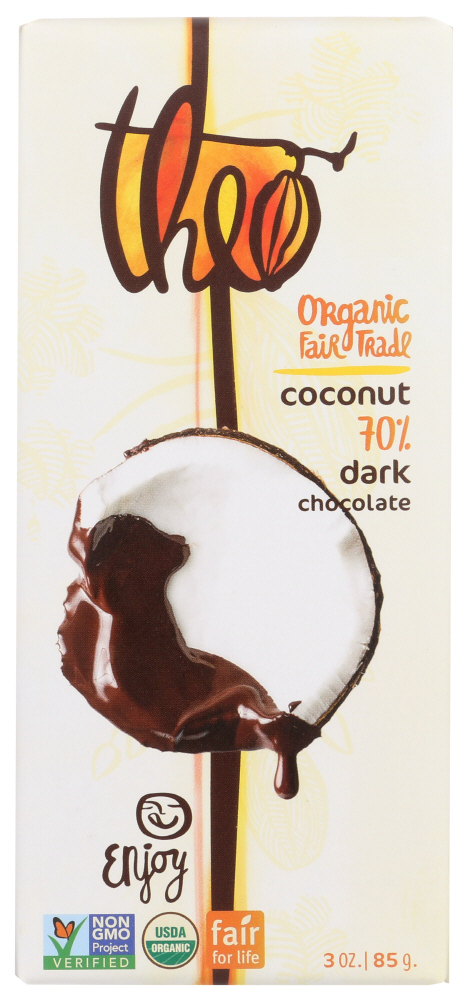 theo
Organic
Fair Trade
coconut
70%
dark
chocolate
Enjoy
NON
GMO
Project
VERIFIED
USDA
ORGANIC
fair
for life
3 oz.| 85 g.